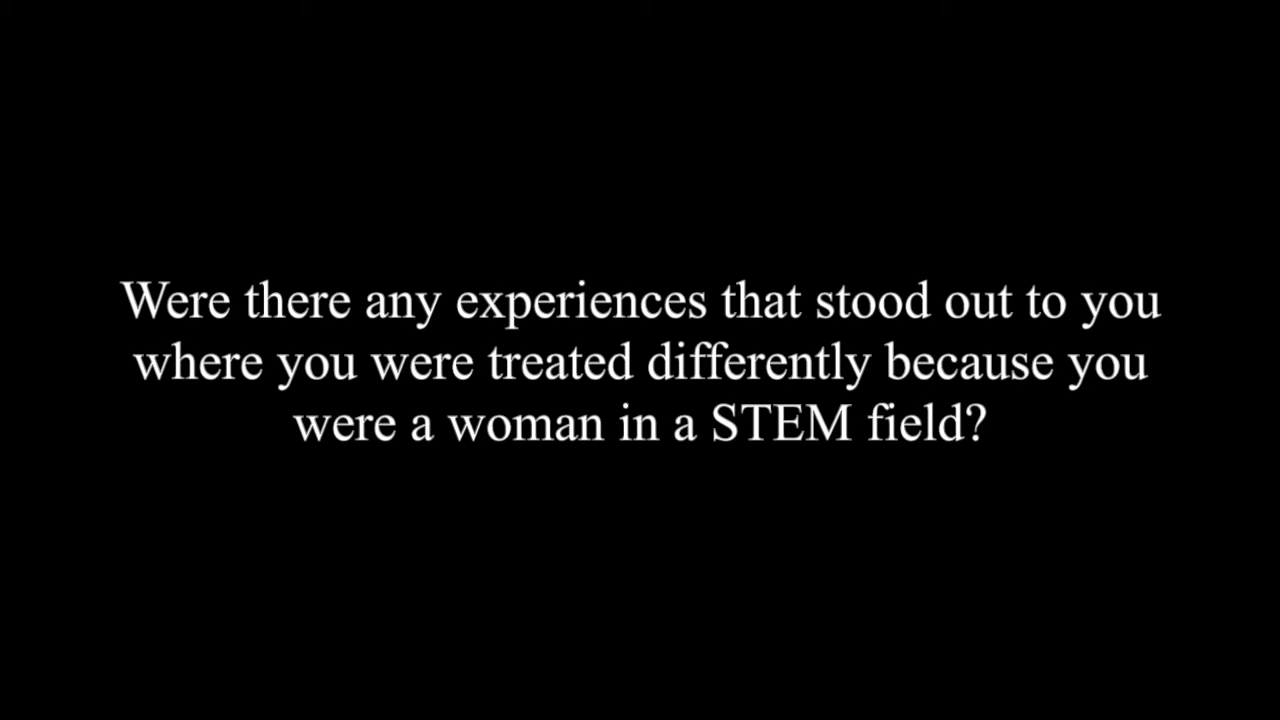 Were there any experiences that stood out to you
where you were treated differently because you
were a woman in a STEM field?